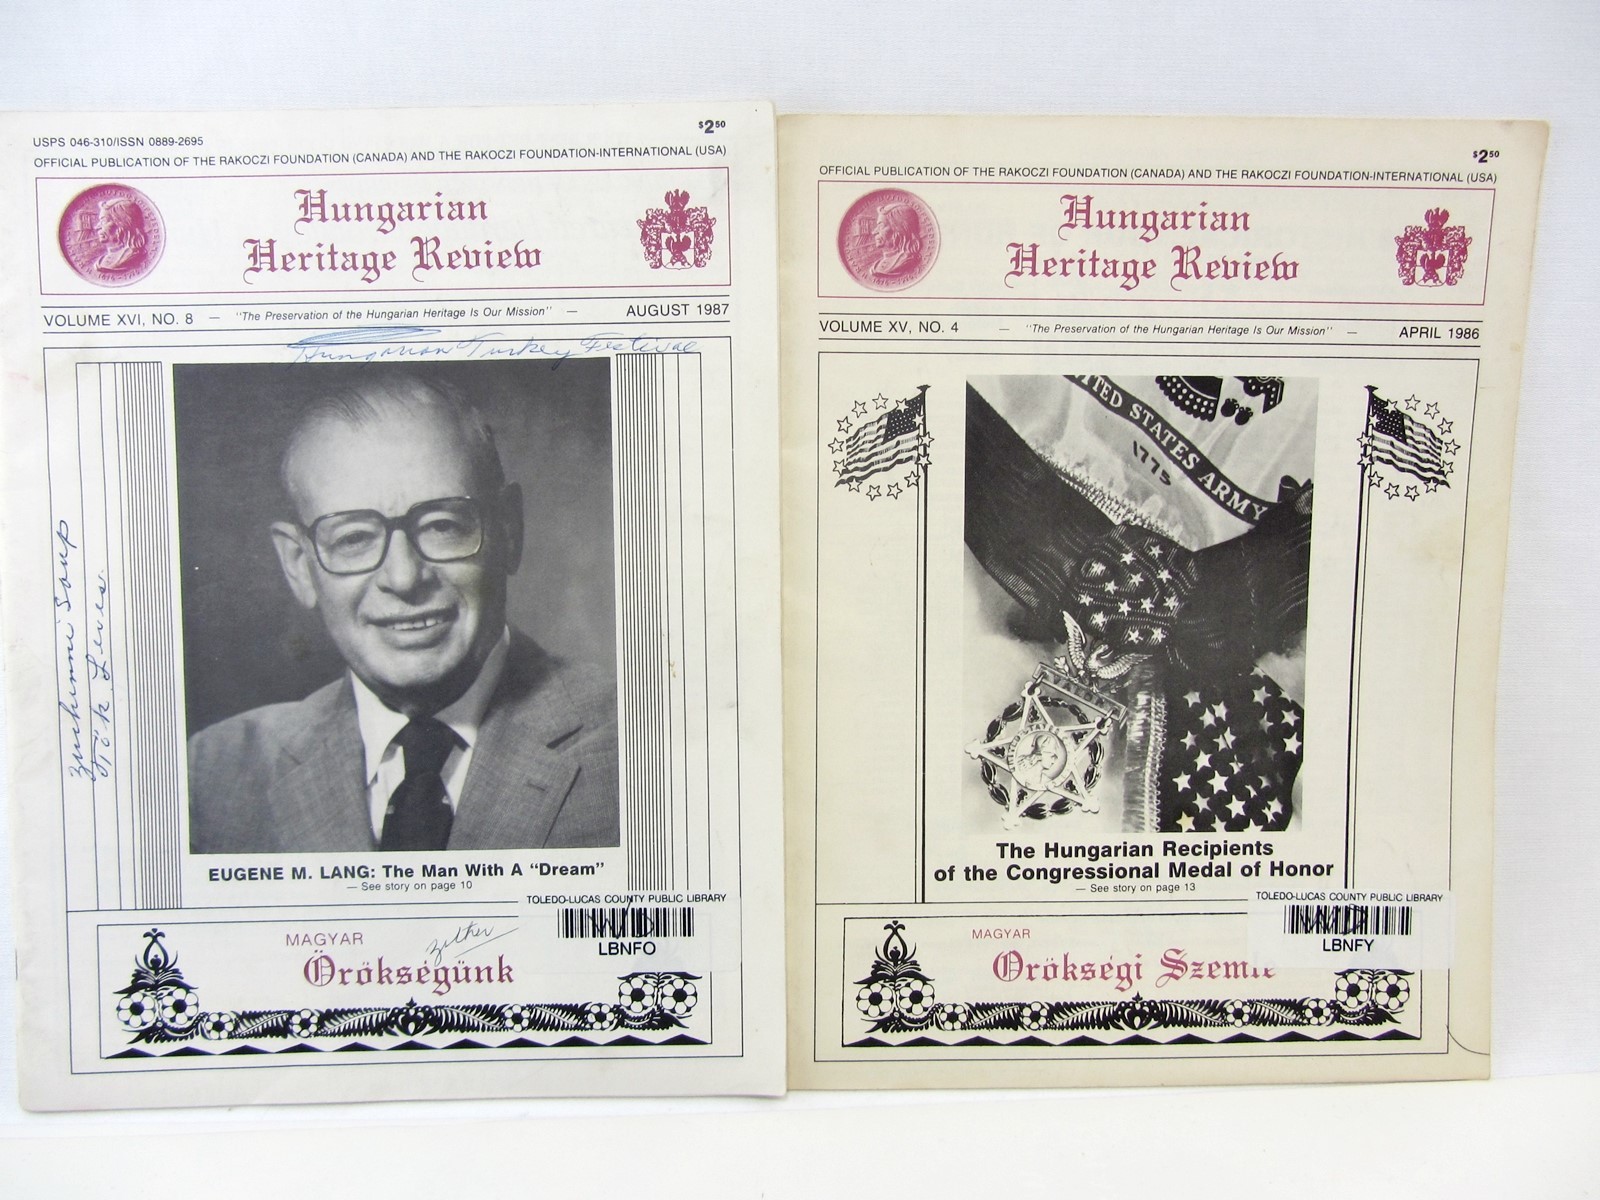 $2.50
USPS 046-310/ISSN 0889-2695
OFFICIAL PUBLICATION OF THE RAKOCZI FOUNDATION (CANADA) AND THE RAKOCZI FOUNDATION-INTERNATIONAL (USA)
Hungarian
Heritage Review
VOLUME XVI, NO. 8 — "The Preservation of the Hungarian Heritage Is Our Mission" — AUGUST 1987
Hungarian Turkey Festival
zuchinni Soup
Tök Leves.
EUGENE M. LANG: The Man With A "Dream"
— See story on page 10
TOLEDO-LUCAS COUNTY PUBLIC LIBRARY
W/D
LBNFO
MAGYAR
zither
Örökségünk
$2.50
OFFICIAL PUBLICATION OF THE RAKOCZI FOUNDATION (CANADA) AND THE RAKOCZI FOUNDATION-INTERNATIONAL (USA)
Hungarian
Heritage Review
VOLUME XV, NO. 4 — "The Preservation of the Hungarian Heritage Is Our Mission" — APRIL 1986
ITED STATES ARMY
1775
VALOR
The Hungarian Recipients
of the Congressional Medal of Honor
— See story on page 13
TOLEDO-LUCAS COUNTY PUBLIC LIBRARY
LBNFY
MAGYAR
Örökségi Szemle